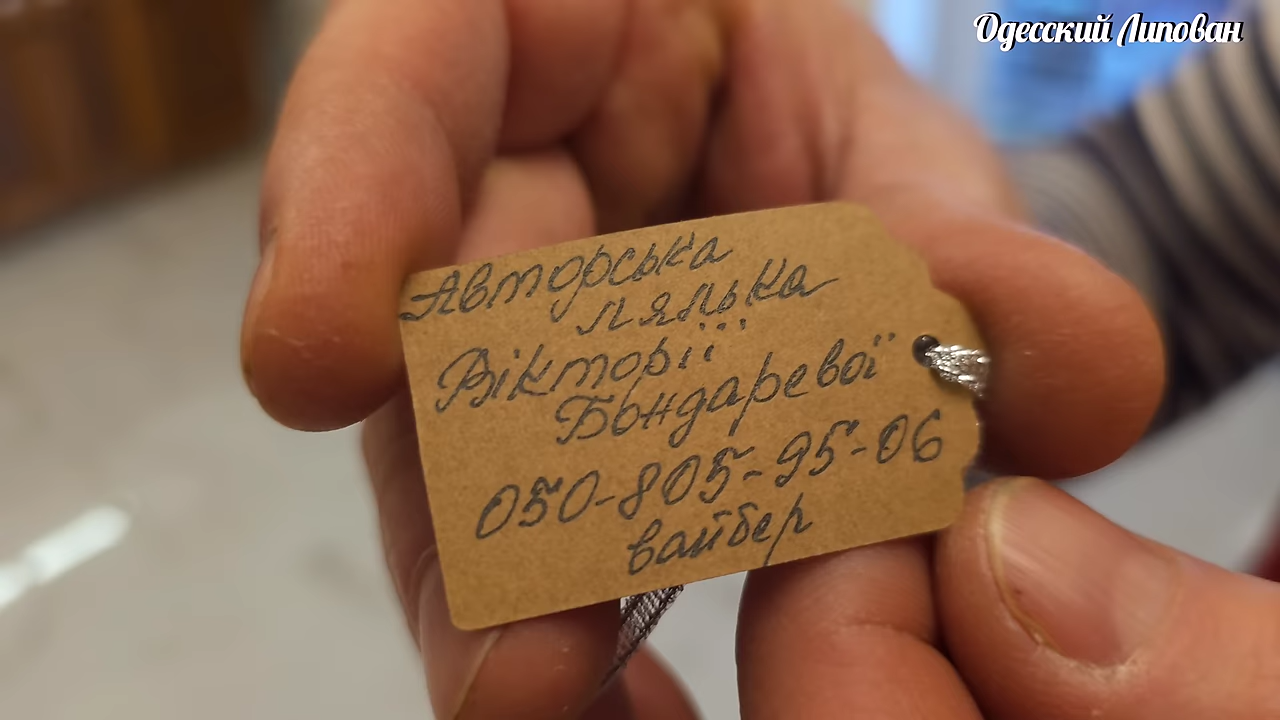 Одесский Липован
Авторська
лялька
Вікторії
Бондаревої
050-805-95-06
вайбер